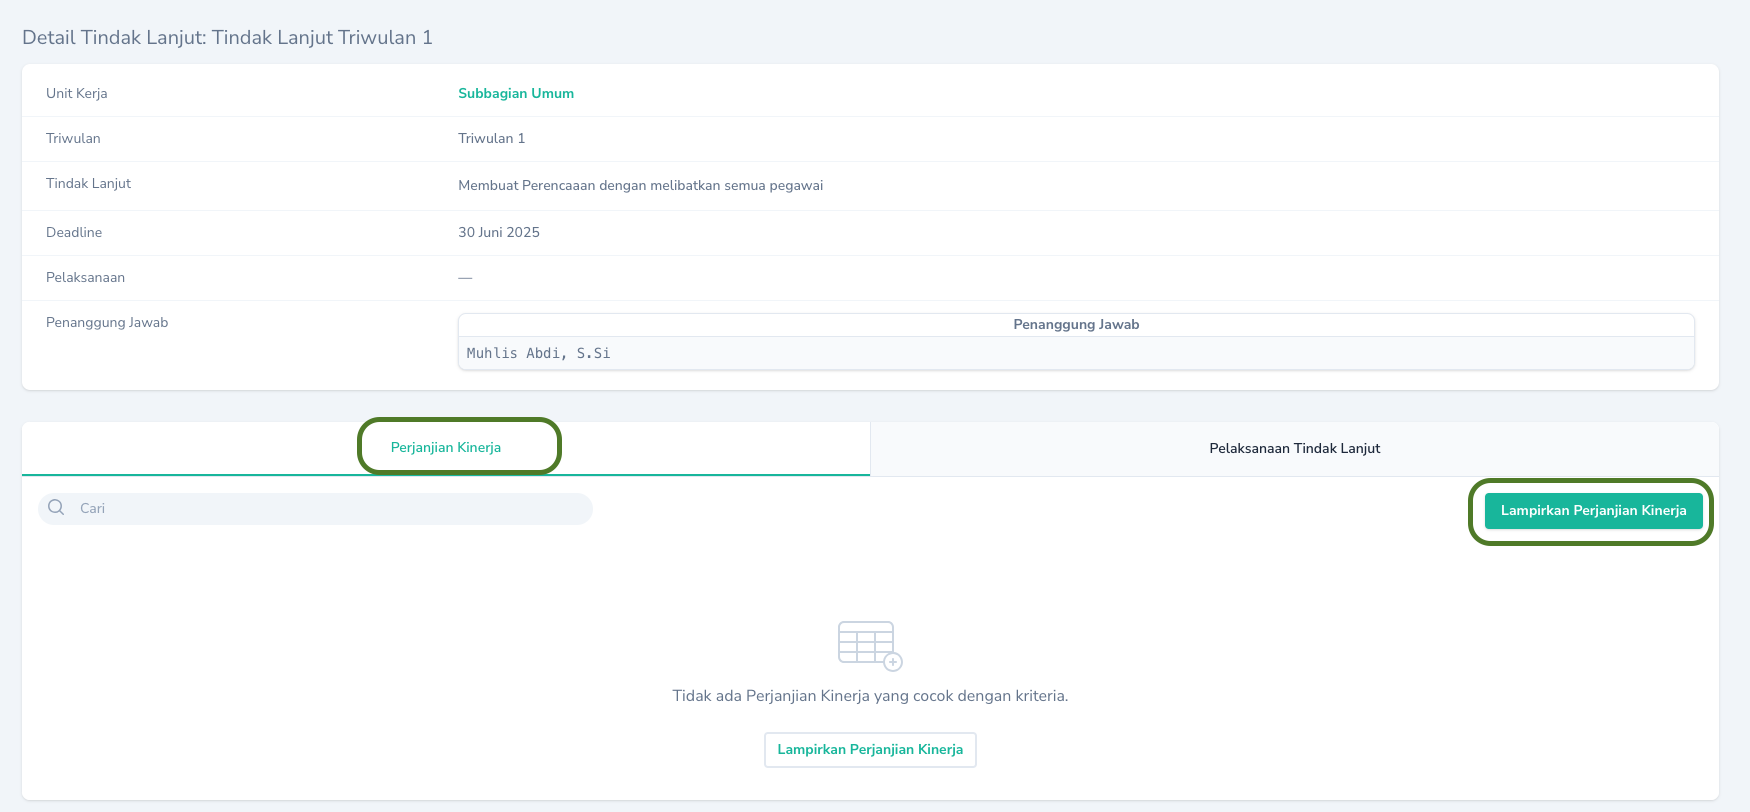 Detail Tindak Lanjut: Tindak Lanjut Triwulan 1
Unit Kerja Subbagian Umum
Triwulan Triwulan 1
Tindak Lanjut Membuat Perencaaan dengan melibatkan semua pegawai
Deadline 30 Juni 2025
Pelaksanaan —
Penanggung Jawab Penanggung Jawab
Muhlis Abdi, S.Si
Perjanjian Kinerja Pelaksanaan Tindak Lanjut
Cari Lampirkan Perjanjian Kinerja
Tidak ada Perjanjian Kinerja yang cocok dengan kriteria.
Lampirkan Perjanjian Kinerja